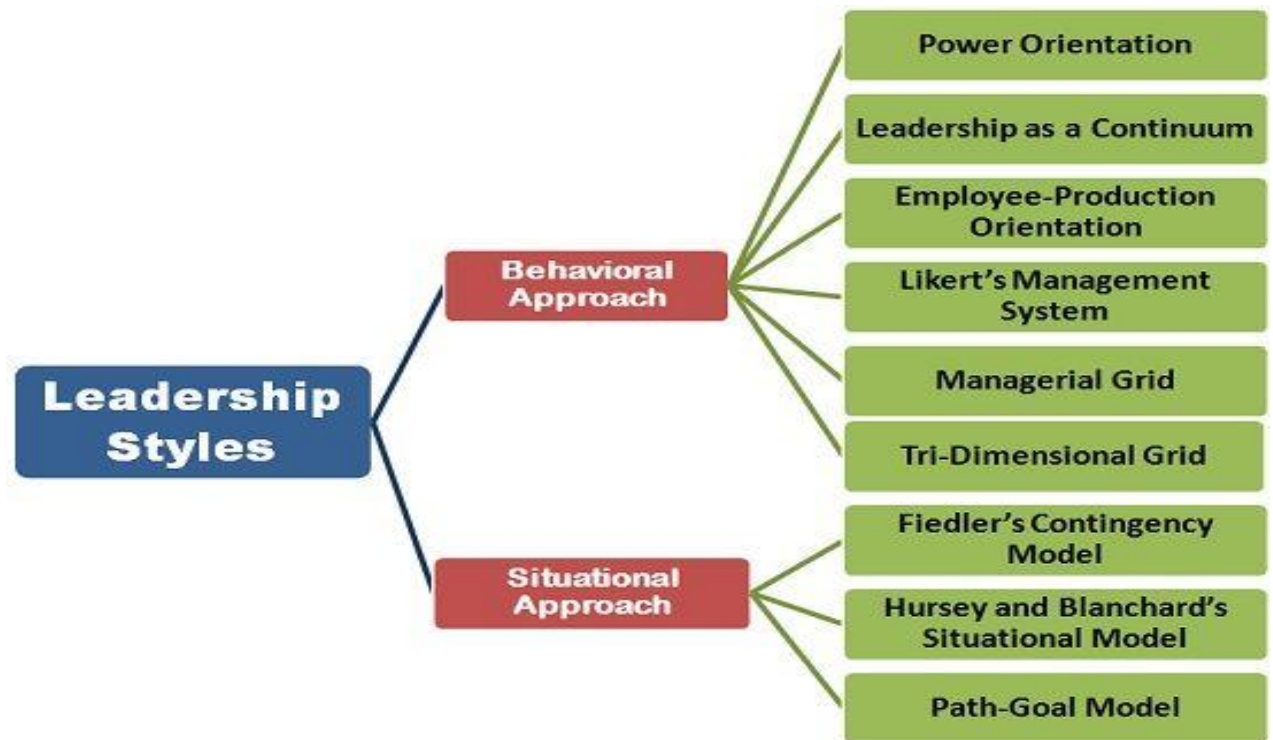 Leadership
Styles
Behavioral
Approach
Situational
Approach
Power Orientation
Leadership as a Continuum
Employee-Production
Orientation
Likert's Management
System
Managerial Grid
Tri-Dimensional Grid
Fiedler's Contingency
Model
Hursey and Blanchard's
Situational Model
Path-Goal Model